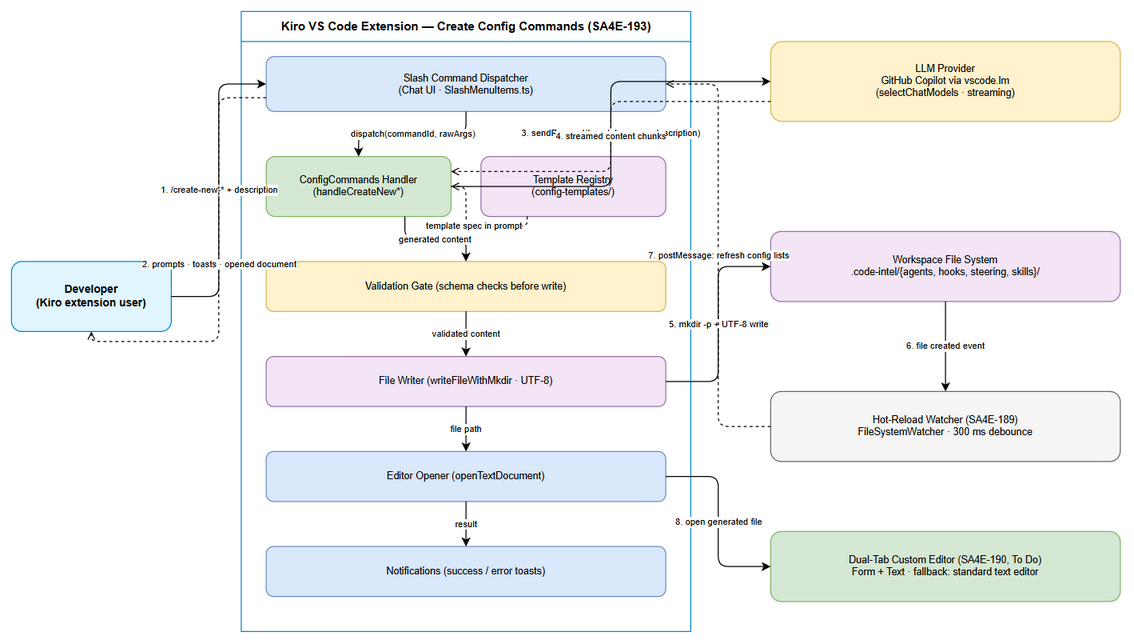 Kiro VS Code Extension — Create Config Commands (SA4E-193)
Slash Command Dispatcher
(Chat UI · SlashMenuItems.ts)
LLM Provider
GitHub Copilot via vscode.lm
(selectChatModels · streaming)
dispatch(commandId, rawArgs)
3. sendR
scription)
4. streamed content chunks
ConfigCommands Handler
(handleCreateNew*)
Template Registry
(config-templates/)
1. /create-new-* + description
template spec in prompt
generated content
2. prompts · toasts · opened document
7. postMessage: refresh config lists
Developer
(Kiro extension user)
Validation Gate (schema checks before write)
Workspace File System
.code-intel/{agents, hooks, steering, skills}/
validated content
5. mkdir -p + UTF-8 write
6. file created event
File Writer (writeFileWithMkdir · UTF-8)
Hot-Reload Watcher (SA4E-189)
FileSystemWatcher · 300 ms debounce
file path
Editor Opener (openTextDocument)
8. open generated file
result
Notifications (success / error toasts)
Dual-Tab Custom Editor (SA4E-190, To Do)
Form + Text · fallback: standard text editor